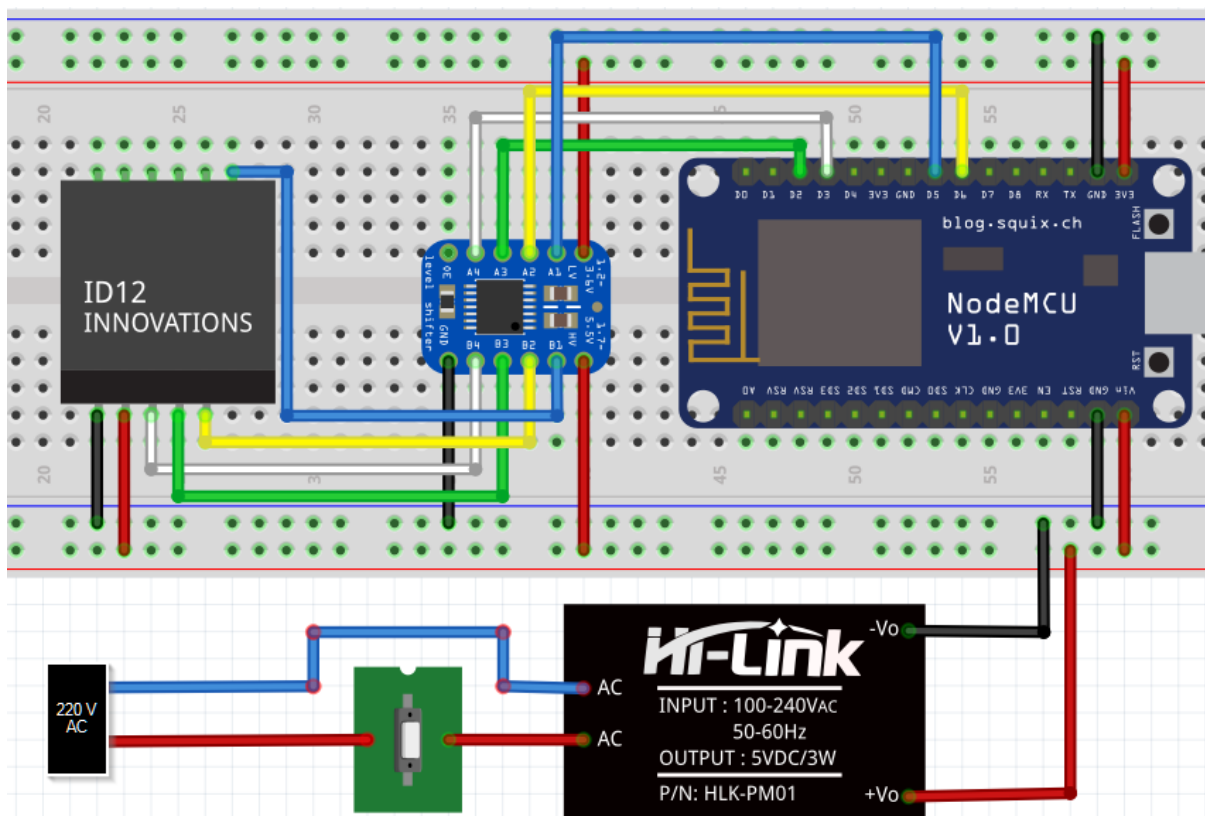 20
25
30
35
45
50
55
D0 D1 D2 D3 D4 3V3 GND D5 D6 D7 D8 RX TX GND 3V3
FLASH
blog.squix.ch
NodeMCU
V1.0
RST
A0 RSV RSV SD3 SD2 SD1 CMD SD0 CLK GND 3V3 EN RST GND Vin
ID12
INNOVATIONS
OE A4 A3 A2 A1 LV 1.2-
3.6V
level shifter
GND B4 B3 B2 B1 HV 1.7-
5.5V
20
3
45
50
55
220 V
AC
Hi-Link
-Vo
AC
INPUT : 100-240VAC
50-60Hz
AC
OUTPUT : 5VDC/3W
P/N: HLK-PM01
+Vo